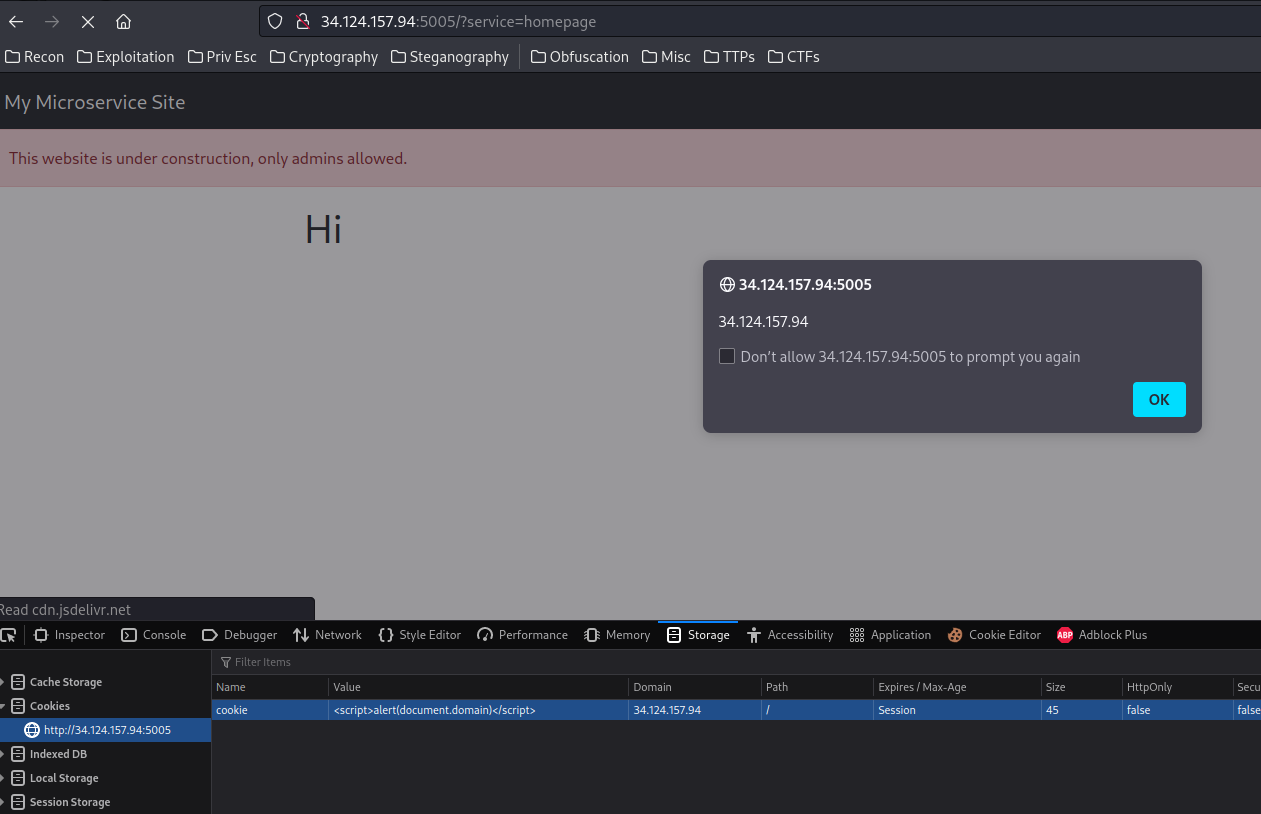 34.124.157.94:5005/?service=homepage
Recon Exploitation Priv Esc Cryptography Steganography Obfuscation Misc TTPs CTFs
My Microservice Site
This website is under construction, only admins allowed.
Hi
34.124.157.94:5005
34.124.157.94
Don't allow 34.124.157.94:5005 to prompt you again
OK
Read cdn.jsdelivr.net
Inspector Console Debugger Network Style Editor Performance Memory Storage Accessibility Application Cookie Editor ABP Adblock Plus
Filter Items
Cache Storage
Cookies
http://34.124.157.94:5005
Indexed DB
Local Storage
Session Storage
Name Value Domain Path Expires / Max-Age Size HttpOnly Secu
cookie <script>alert(document.domain)</script> 34.124.157.94 / Session 45 false false